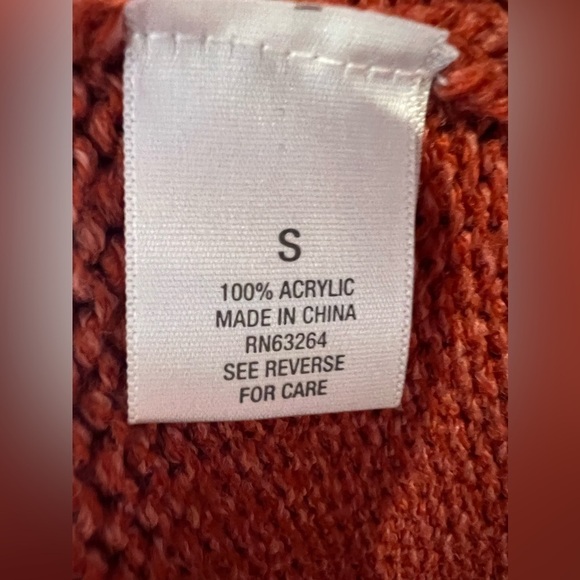 S
100% ACRYLIC
MADE IN CHINA
RN63264
SEE REVERSE
FOR CARE